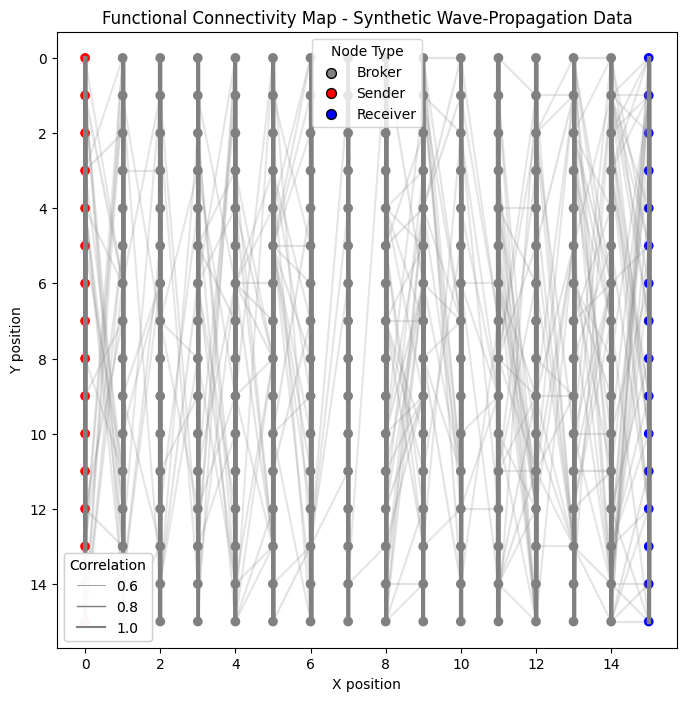 Functional Connectivity Map - Synthetic Wave-Propagation Data
Node Type
Broker
Sender
Receiver
0
2
4
6
8
10
12
14
Y position
Correlation
0.6
0.8
1.0
0 2 4 6 8 10 12 14
X position